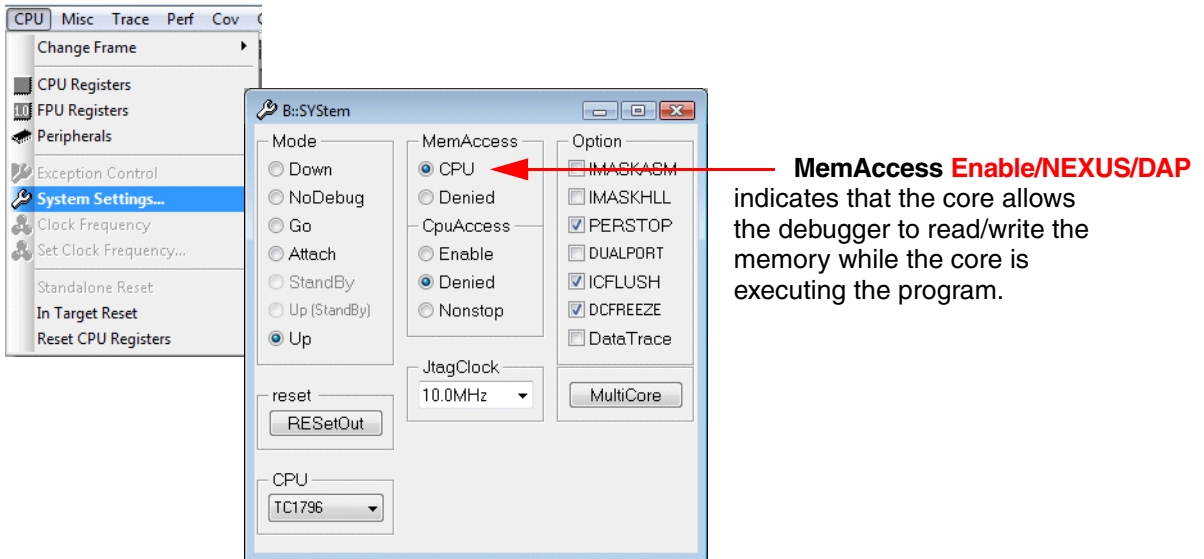 CPU Misc Trace Perf Cov
Change Frame
CPU Registers
FPU Registers
Peripherals
Exception Control
System Settings...
Clock Frequency
Set Clock Frequency...
Standalone Reset
In Target Reset
Reset CPU Registers
B::SYStem
Mode
Down
NoDebug
Go
Attach
StandBy
Up (StandBy)
Up
reset
RESetOut
CPU
TC1796
MemAccess
CPU
Denied
CpuAccess
Enable
Denied
Nonstop
JtagClock
10.0MHz
Option
IMASKASM
IMASKHLL
PERSTOP
DUALPORT
ICFLUSH
DCFREEZE
DataTrace
MultiCore
MemAccess Enable/NEXUS/DAP
indicates that the core allows
the debugger to read/write the
memory while the core is
executing the program.